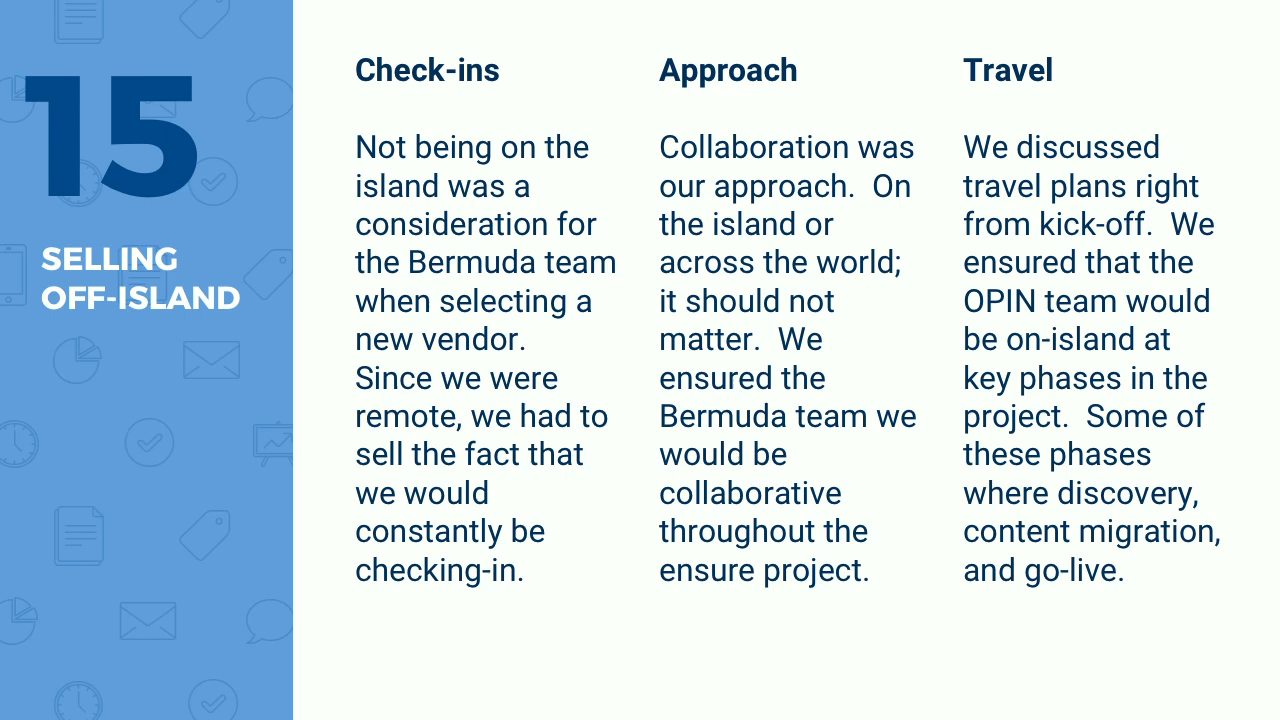 15
SELLING
OFF-ISLAND
Check-ins
Not being on the
island was a
consideration for
the Bermuda team
when selecting a
new vendor.
Since we were
remote, we had to
sell the fact that
we would
constantly be
checking-in.
Approach
Collaboration was
our approach.  On
the island or
across the world;
it should not
matter.  We
ensured the
Bermuda team we
would be
collaborative
throughout the
ensure project.
Travel
We discussed
travel plans right
from kick-off.  We
ensured that the
OPIN team would
be on-island at
key phases in the
project.  Some of
these phases
where discovery,
content migration,
and go-live.